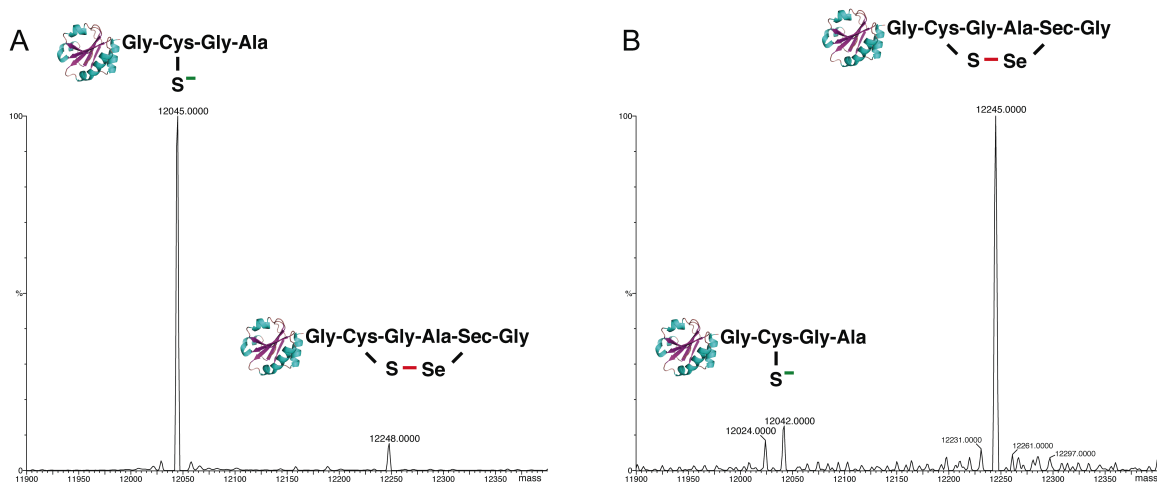 A
Gly-Cys-Gly-Ala
S−
12045.0000
100
%
0
Gly-Cys-Gly-Ala-Sec-Gly
S − Se
12248.0000
11900 11950 12000 12050 12100 12150 12200 12250 12300 12350 mass
B
Gly-Cys-Gly-Ala-Sec-Gly
S − Se
12245.0000
100
%
0
Gly-Cys-Gly-Ala
S−
12024.0000 12042.0000
12231.0000 12261.0000 12297.0000
11900 11950 12000 12050 12100 12150 12200 12250 12300 12350 mass